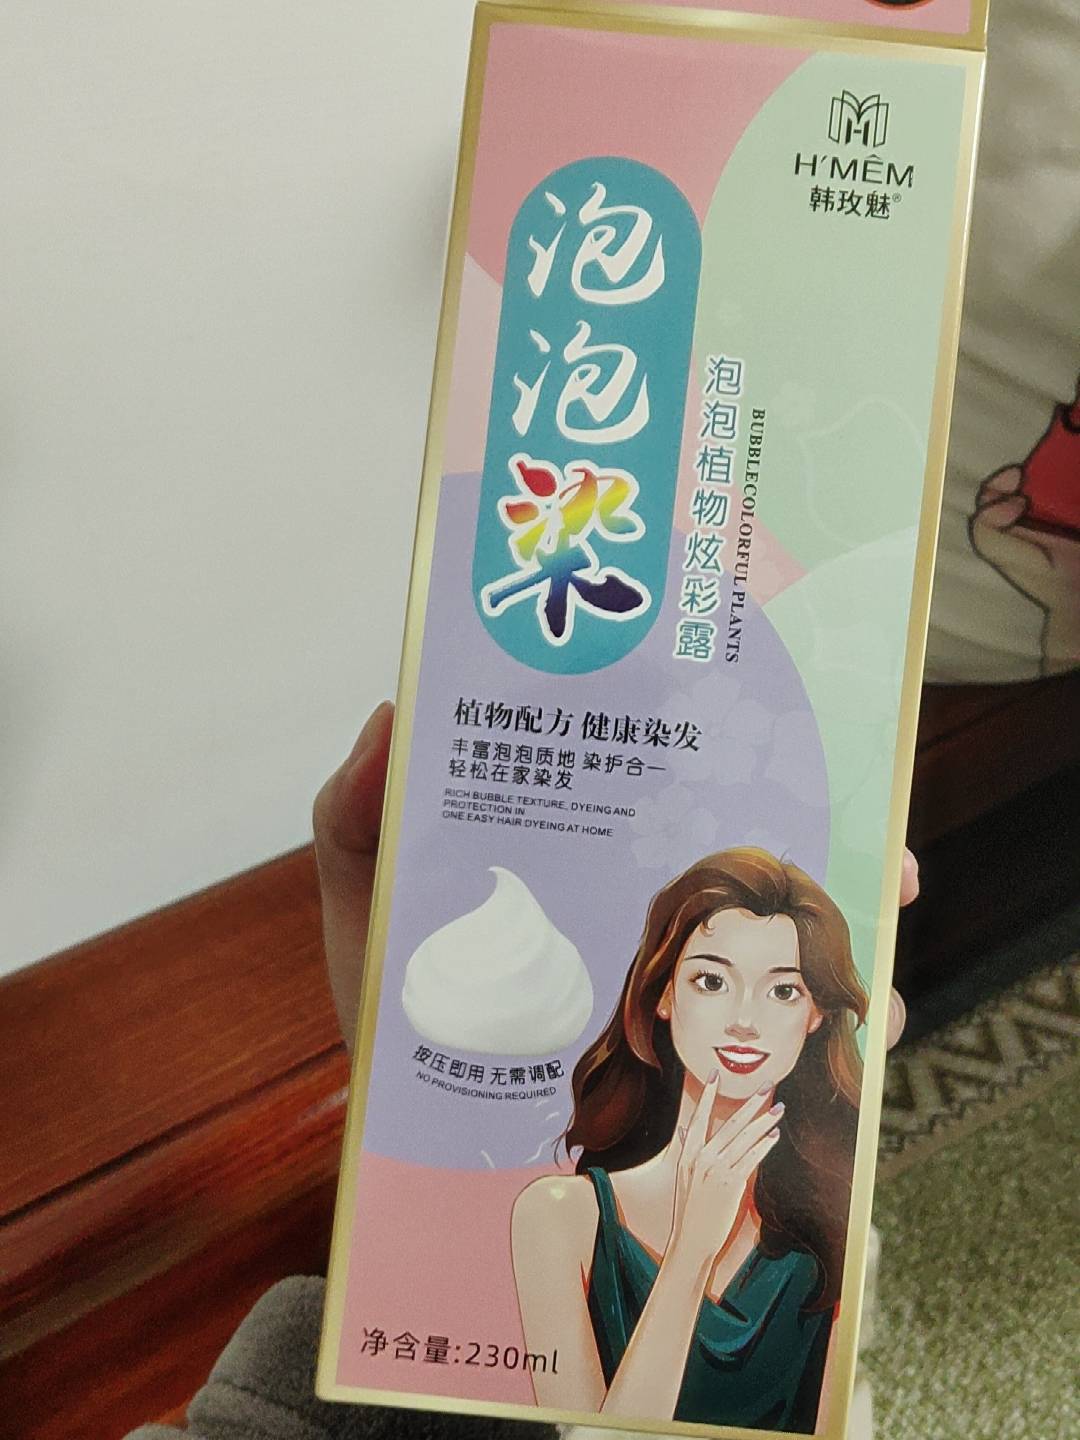 H'MÊM
韩玫魅®
泡泡染
泡泡植物炫彩露
BUBBLECOLORFUL PLANTS
植物配方 健康染发
丰富泡泡质地 染护合一
轻松在家染发
RICH BUBBLE TEXTURE, DYEING AND
PROTECTION IN
ONE.EASY HAIR DYEING AT HOME
按压即用 无需调配
NO PROVISIONING REQUIRED
净含量:230ml